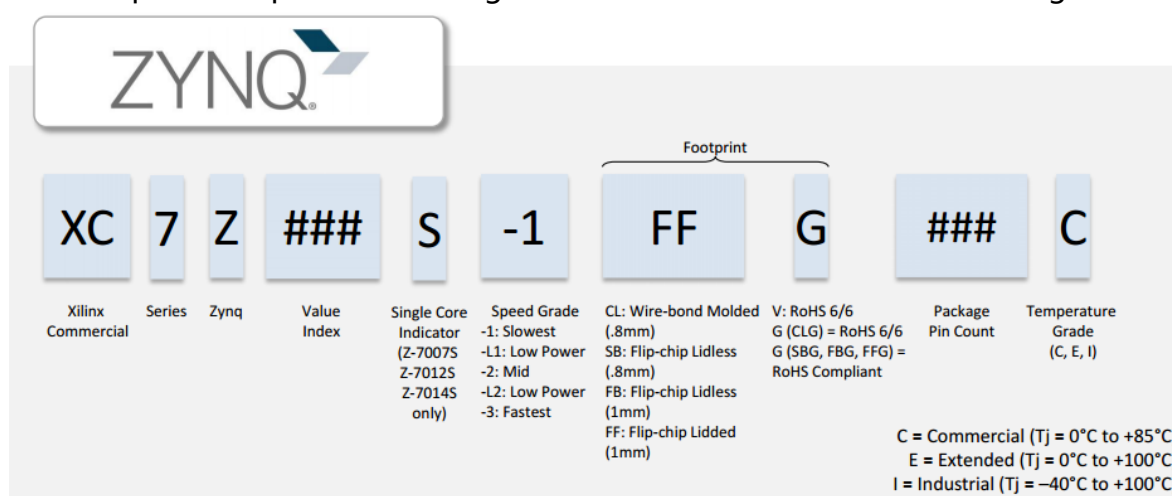 ZYNQ®
Footprint
XC 7 Z ### S -1 FF G ### C
Xilinx
Commercial
Series
Zynq
Value
Index
Single Core
Indicator
(Z-7007S
Z-7012S
Z-7014S
only)
Speed Grade
-1: Slowest
-L1: Low Power
-2: Mid
-L2: Low Power
-3: Fastest
CL: Wire-bond Molded
(.8mm)
SB: Flip-chip Lidless
(.8mm)
FB: Flip-chip Lidless
(1mm)
FF: Flip-chip Lidded
(1mm)
V: RoHS 6/6
G (CLG) = RoHS 6/6
G (SBG, FBG, FFG) =
RoHS Compliant
Package
Pin Count
Temperature
Grade
(C, E, I)
C = Commercial (Tj = 0°C to +85°C
E = Extended (Tj = 0°C to +100°C
I = Industrial (Tj = –40°C to +100°C